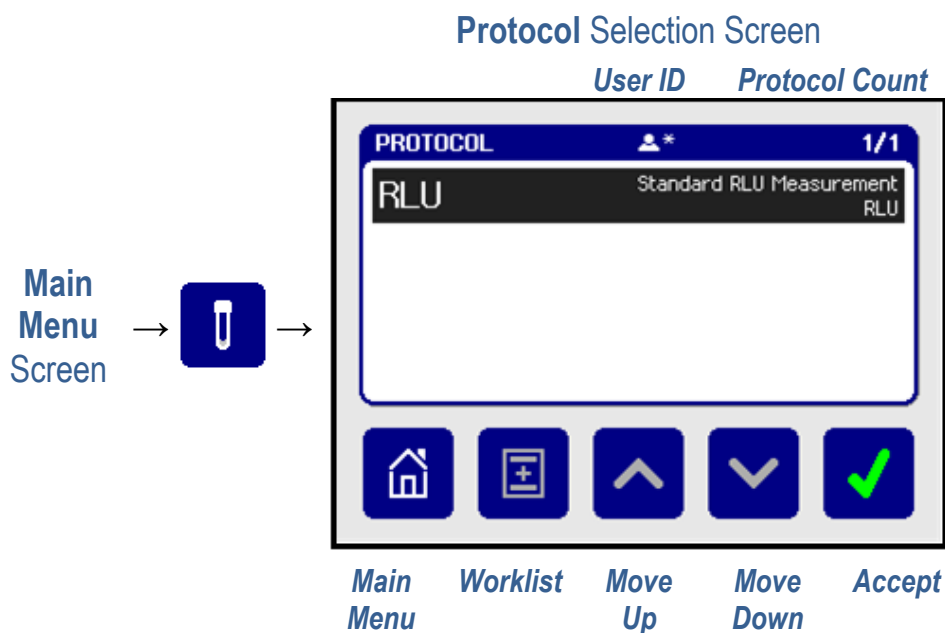 Protocol Selection Screen
User ID
Protocol Count
PROTOCOL
*
1/1
RLU
Standard RLU Measurement
RLU
Main
Menu
Screen
→
→
Main
Menu
Worklist
Move
Up
Move
Down
Accept